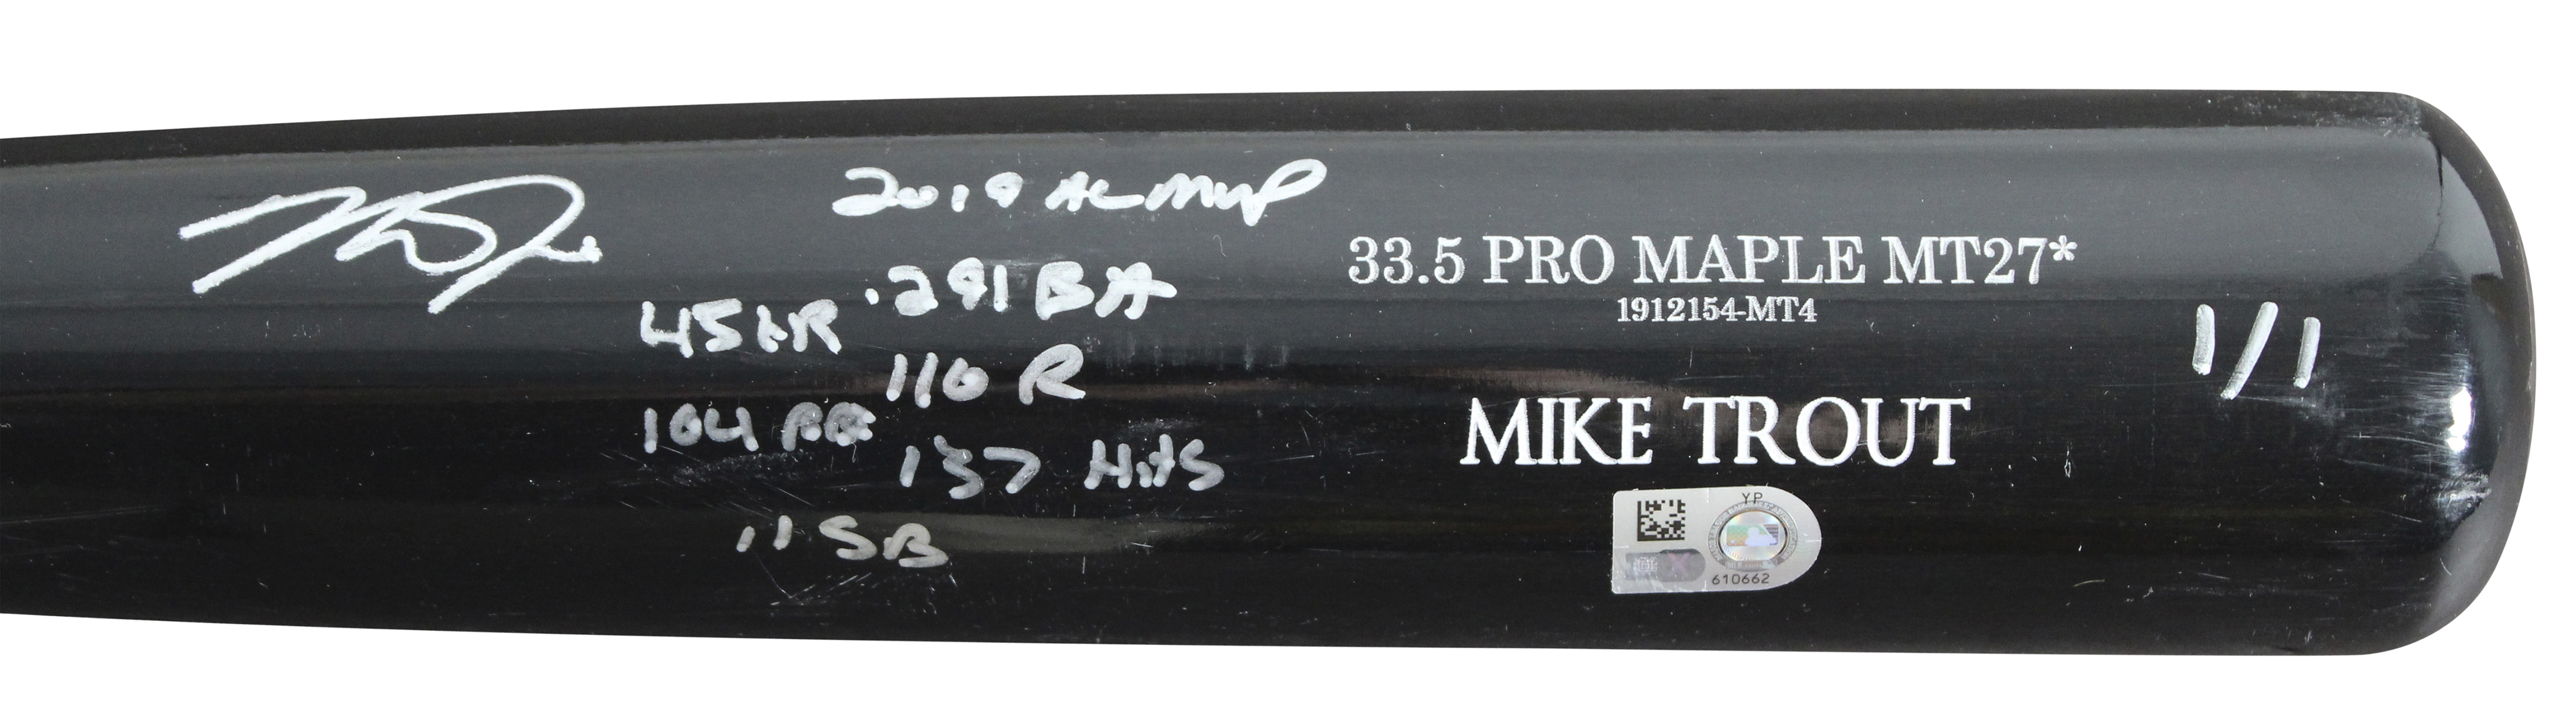 2019 AL MVP
.291 BA
45 HR
110 R
104 RBI
137 Hits
11 SB
33.5 PRO MAPLE MT27*
1912154-MT4
MIKE TROUT
1/1
YP
610662